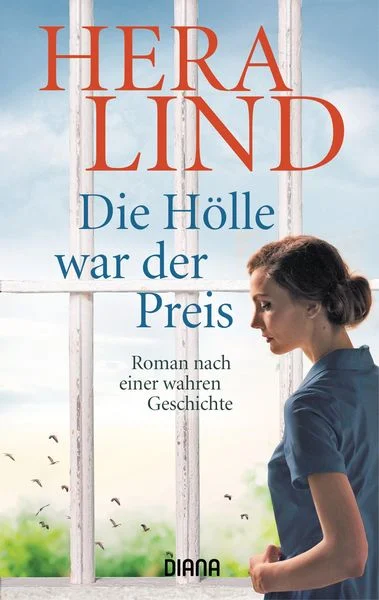 HERA
LIND
Die Hölle
war der
Preis
Roman nach
einer wahren
Geschichte
DIANA